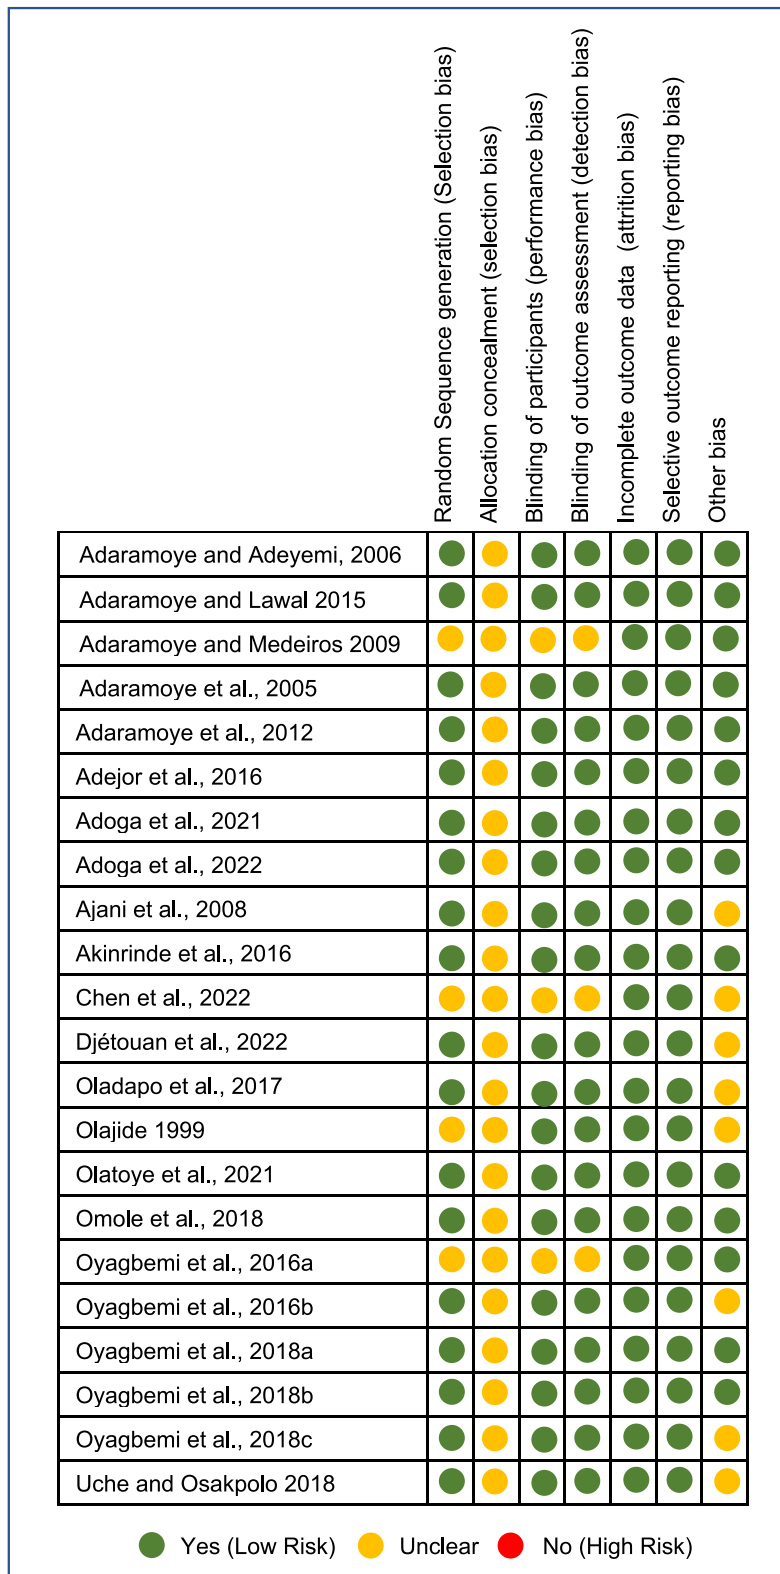 Random Sequence generation (Selection bias)
Allocation concealment (selection bias)
Blinding of participants (performance bias)
Blinding of outcome assessment (detection bias)
Incomplete outcome data (attrition bias)
Selective outcome reporting (reporting bias)
Other bias
Adaramoye and Adeyemi, 2006
Adaramoye and Lawal 2015
Adaramoye and Medeiros 2009
Adaramoye et al., 2005
Adaramoye et al., 2012
Adejor et al., 2016
Adoga et al., 2021
Adoga et al., 2022
Ajani et al., 2008
Akinrinde et al., 2016
Chen et al., 2022
Djétouan et al., 2022
Oladapo et al., 2017
Olajide 1999
Olatoye et al., 2021
Omole et al., 2018
Oyagbemi et al., 2016a
Oyagbemi et al., 2016b
Oyagbemi et al., 2018a
Oyagbemi et al., 2018b
Oyagbemi et al., 2018c
Uche and Osakpolo 2018
Yes (Low Risk) Unclear No (High Risk)